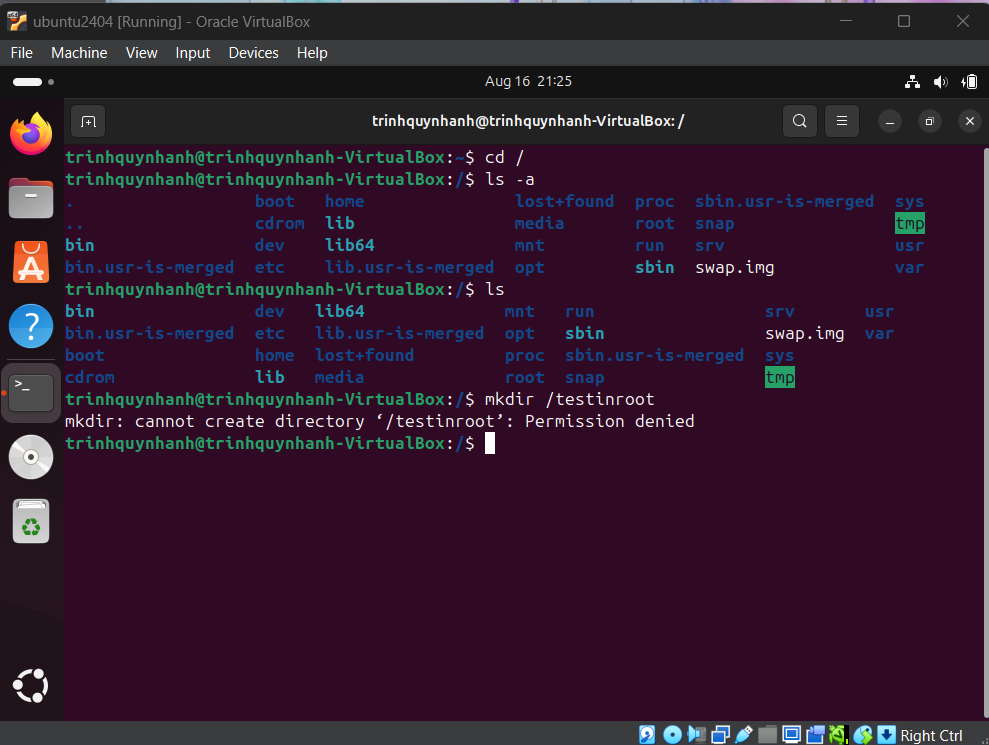 ubuntu2404 [Running] - Oracle VirtualBox
File Machine View Input Devices Help
Aug 16 21:25
trinhquynhanh@trinhquynhanh-VirtualBox: /
trinhquynhanh@trinhquynhanh-VirtualBox:~$ cd /
trinhquynhanh@trinhquynhanh-VirtualBox:/$ ls -a
. boot home lost+found proc sbin.usr-is-merged sys
.. cdrom lib media root snap tmp
bin dev lib64 mnt run srv usr
bin.usr-is-merged etc lib.usr-is-merged opt sbin swap.img var
trinhquynhanh@trinhquynhanh-VirtualBox:/$ ls
bin dev lib64 mnt run srv usr
bin.usr-is-merged etc lib.usr-is-merged opt sbin swap.img var
boot home lost+found proc sbin.usr-is-merged sys
cdrom lib media root snap tmp
trinhquynhanh@trinhquynhanh-VirtualBox:/$ mkdir /testinroot
mkdir: cannot create directory ‘/testinroot’: Permission denied
trinhquynhanh@trinhquynhanh-VirtualBox:/$
Right Ctrl